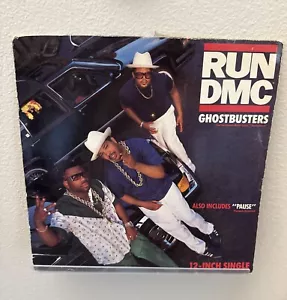 RUN
DMC
GHOSTBUSTERS
ALSO INCLUDES "PAUSE"
12-INCH SINGLE